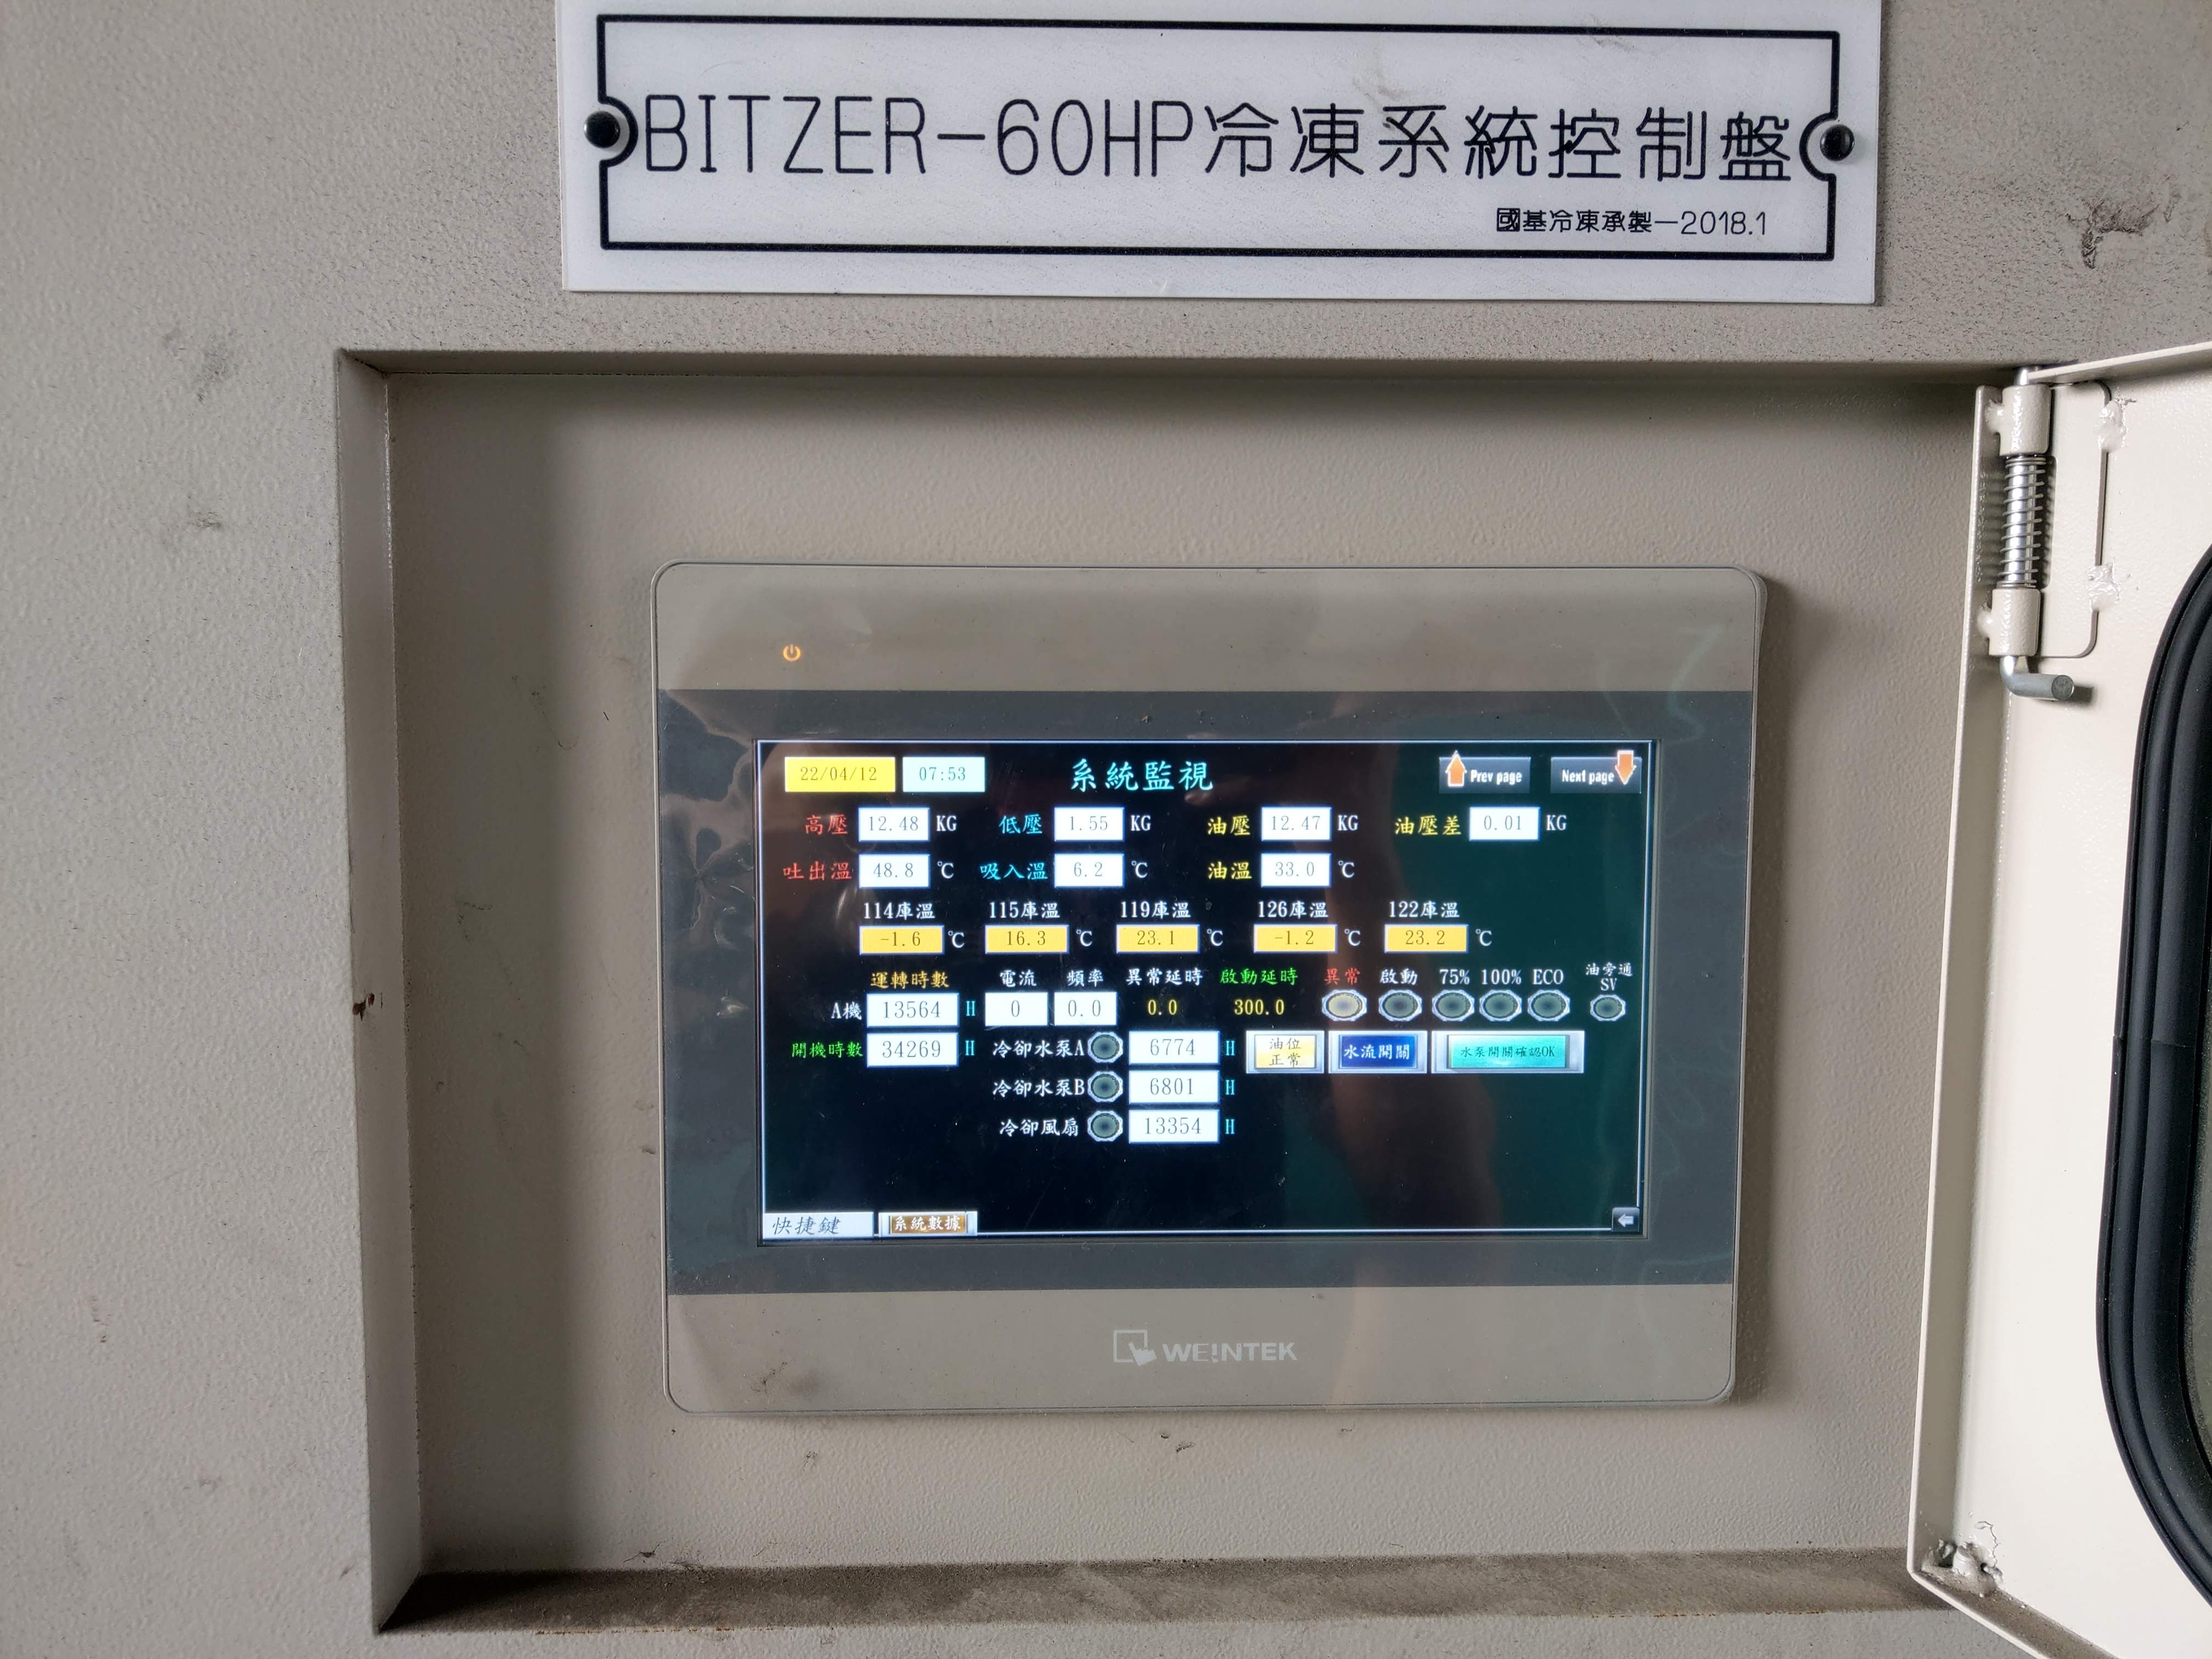 BITZER-60HP冷凍系統控制盤
國基冷凍承製-2018.1
22/04/12 07:53 系統監視 Prev page Next page
高壓 12.48 KG 低壓 1.55 KG 油壓 12.47 KG 油壓差 0.01 KG
吐出溫 48.8 ℃ 吸入溫 6.2 ℃ 油溫 33.0 ℃
114庫溫 115庫溫 119庫溫 126庫溫 122庫溫
-1.6 ℃ 16.3 ℃ 23.1 ℃ -1.2 ℃ 23.2 ℃
運轉時數 電流 頻率 異常延時 啟動延時 異常 啟動 75% 100% ECO 油旁通
SV
A機 13564 H 0 0.0 0.0 300.0
開機時數 34269 H 冷卻水泵A 6774 H 油位
正常 水流開關 水泵開關確認OK
冷卻水泵B 6801 H
冷卻風扇 13354 H
快捷鍵 系統數據
WEINTEK